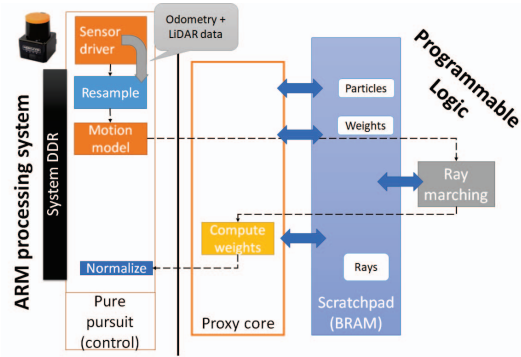 Sensor
driver
Odometry +
LiDAR data
Programmable
Logic
ARM processing system
System DDR
Resample
Motion
model
Particles
Weights
Ray
marching
Compute
weights
Normalize
Rays
Pure
pursuit
(control)
Proxy core
Scratchpad
(BRAM)